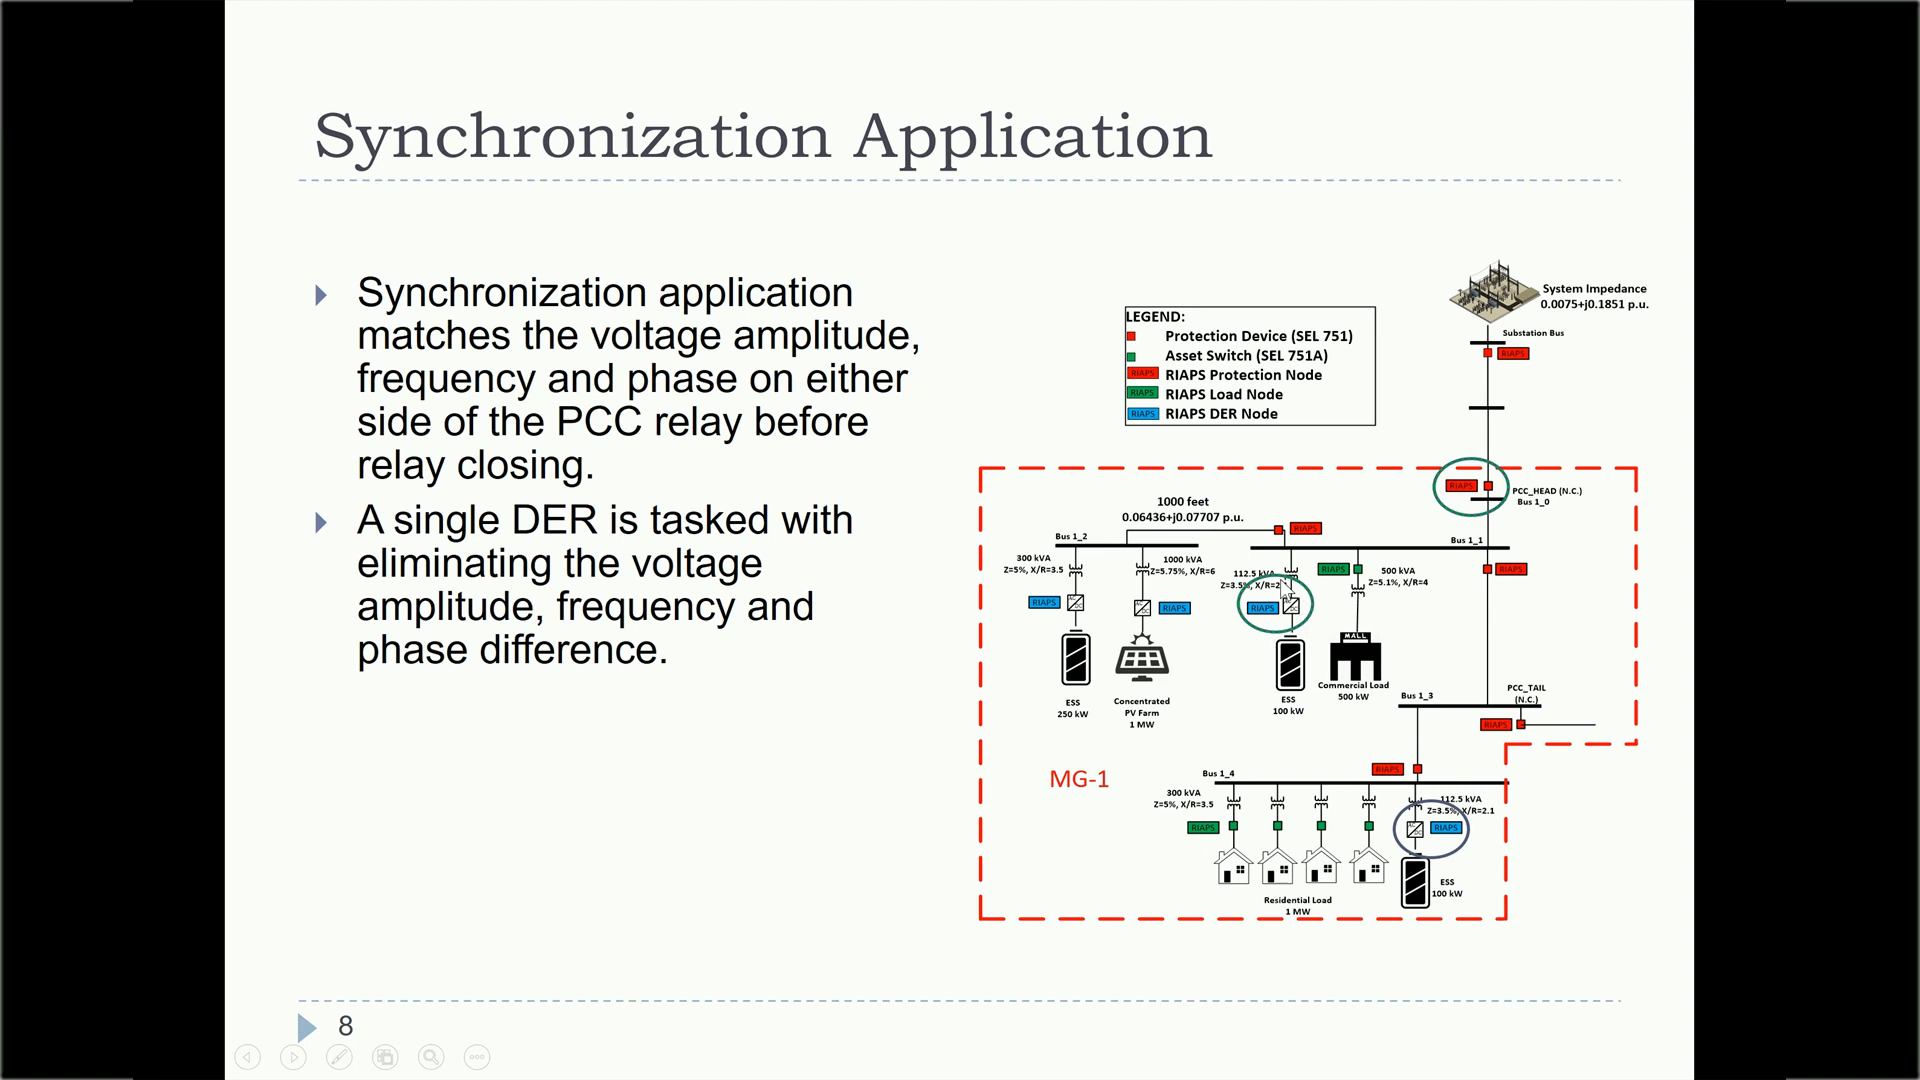 Synchronization Application
Synchronization application
matches the voltage amplitude,
frequency and phase on either
side of the PCC relay before
relay closing.
A single DER is tasked with
eliminating the voltage
amplitude, frequency and
phase difference.
System Impedance
0.0075+j0.1851 p.u.
Substation Bus
RIAPS
LEGEND:
Protection Device (SEL 751)
Asset Switch (SEL 751A)
RIAPS RIAPS Protection Node
RIAPS RIAPS Load Node
RIAPS RIAPS DER Node
RIAPS
PCC_HEAD (N.C.)
Bus 1_0
1000 feet
0.06436+j0.07707 p.u.
RIAPS
Bus 1_2
Bus 1_1
300 kVA
Z=5%, X/R=3.5
1000 kVA
Z=5.75%, X/R=6
112.5 kVA
Z=3.5%, X/R=2
RIAPS
500 kVA
Z=5.1%, X/R=4
RIAPS
RIAPS
AC
DC
RIAPS
RIAPS
MALL
ESS
250 kW
Concentrated
PV Farm
1 MW
ESS
100 kW
Commercial Load
500 kW
Bus 1_3
PCC_TAIL
(N.C.)
RIAPS
MG-1
RIAPS
Bus 1_4
300 kVA
Z=5%, X/R=3.5
112.5 kVA
Z=3.5%, X/R=2.1
RIAPS
RIAPS
ESS
100 kW
Residential Load
1 MW
8